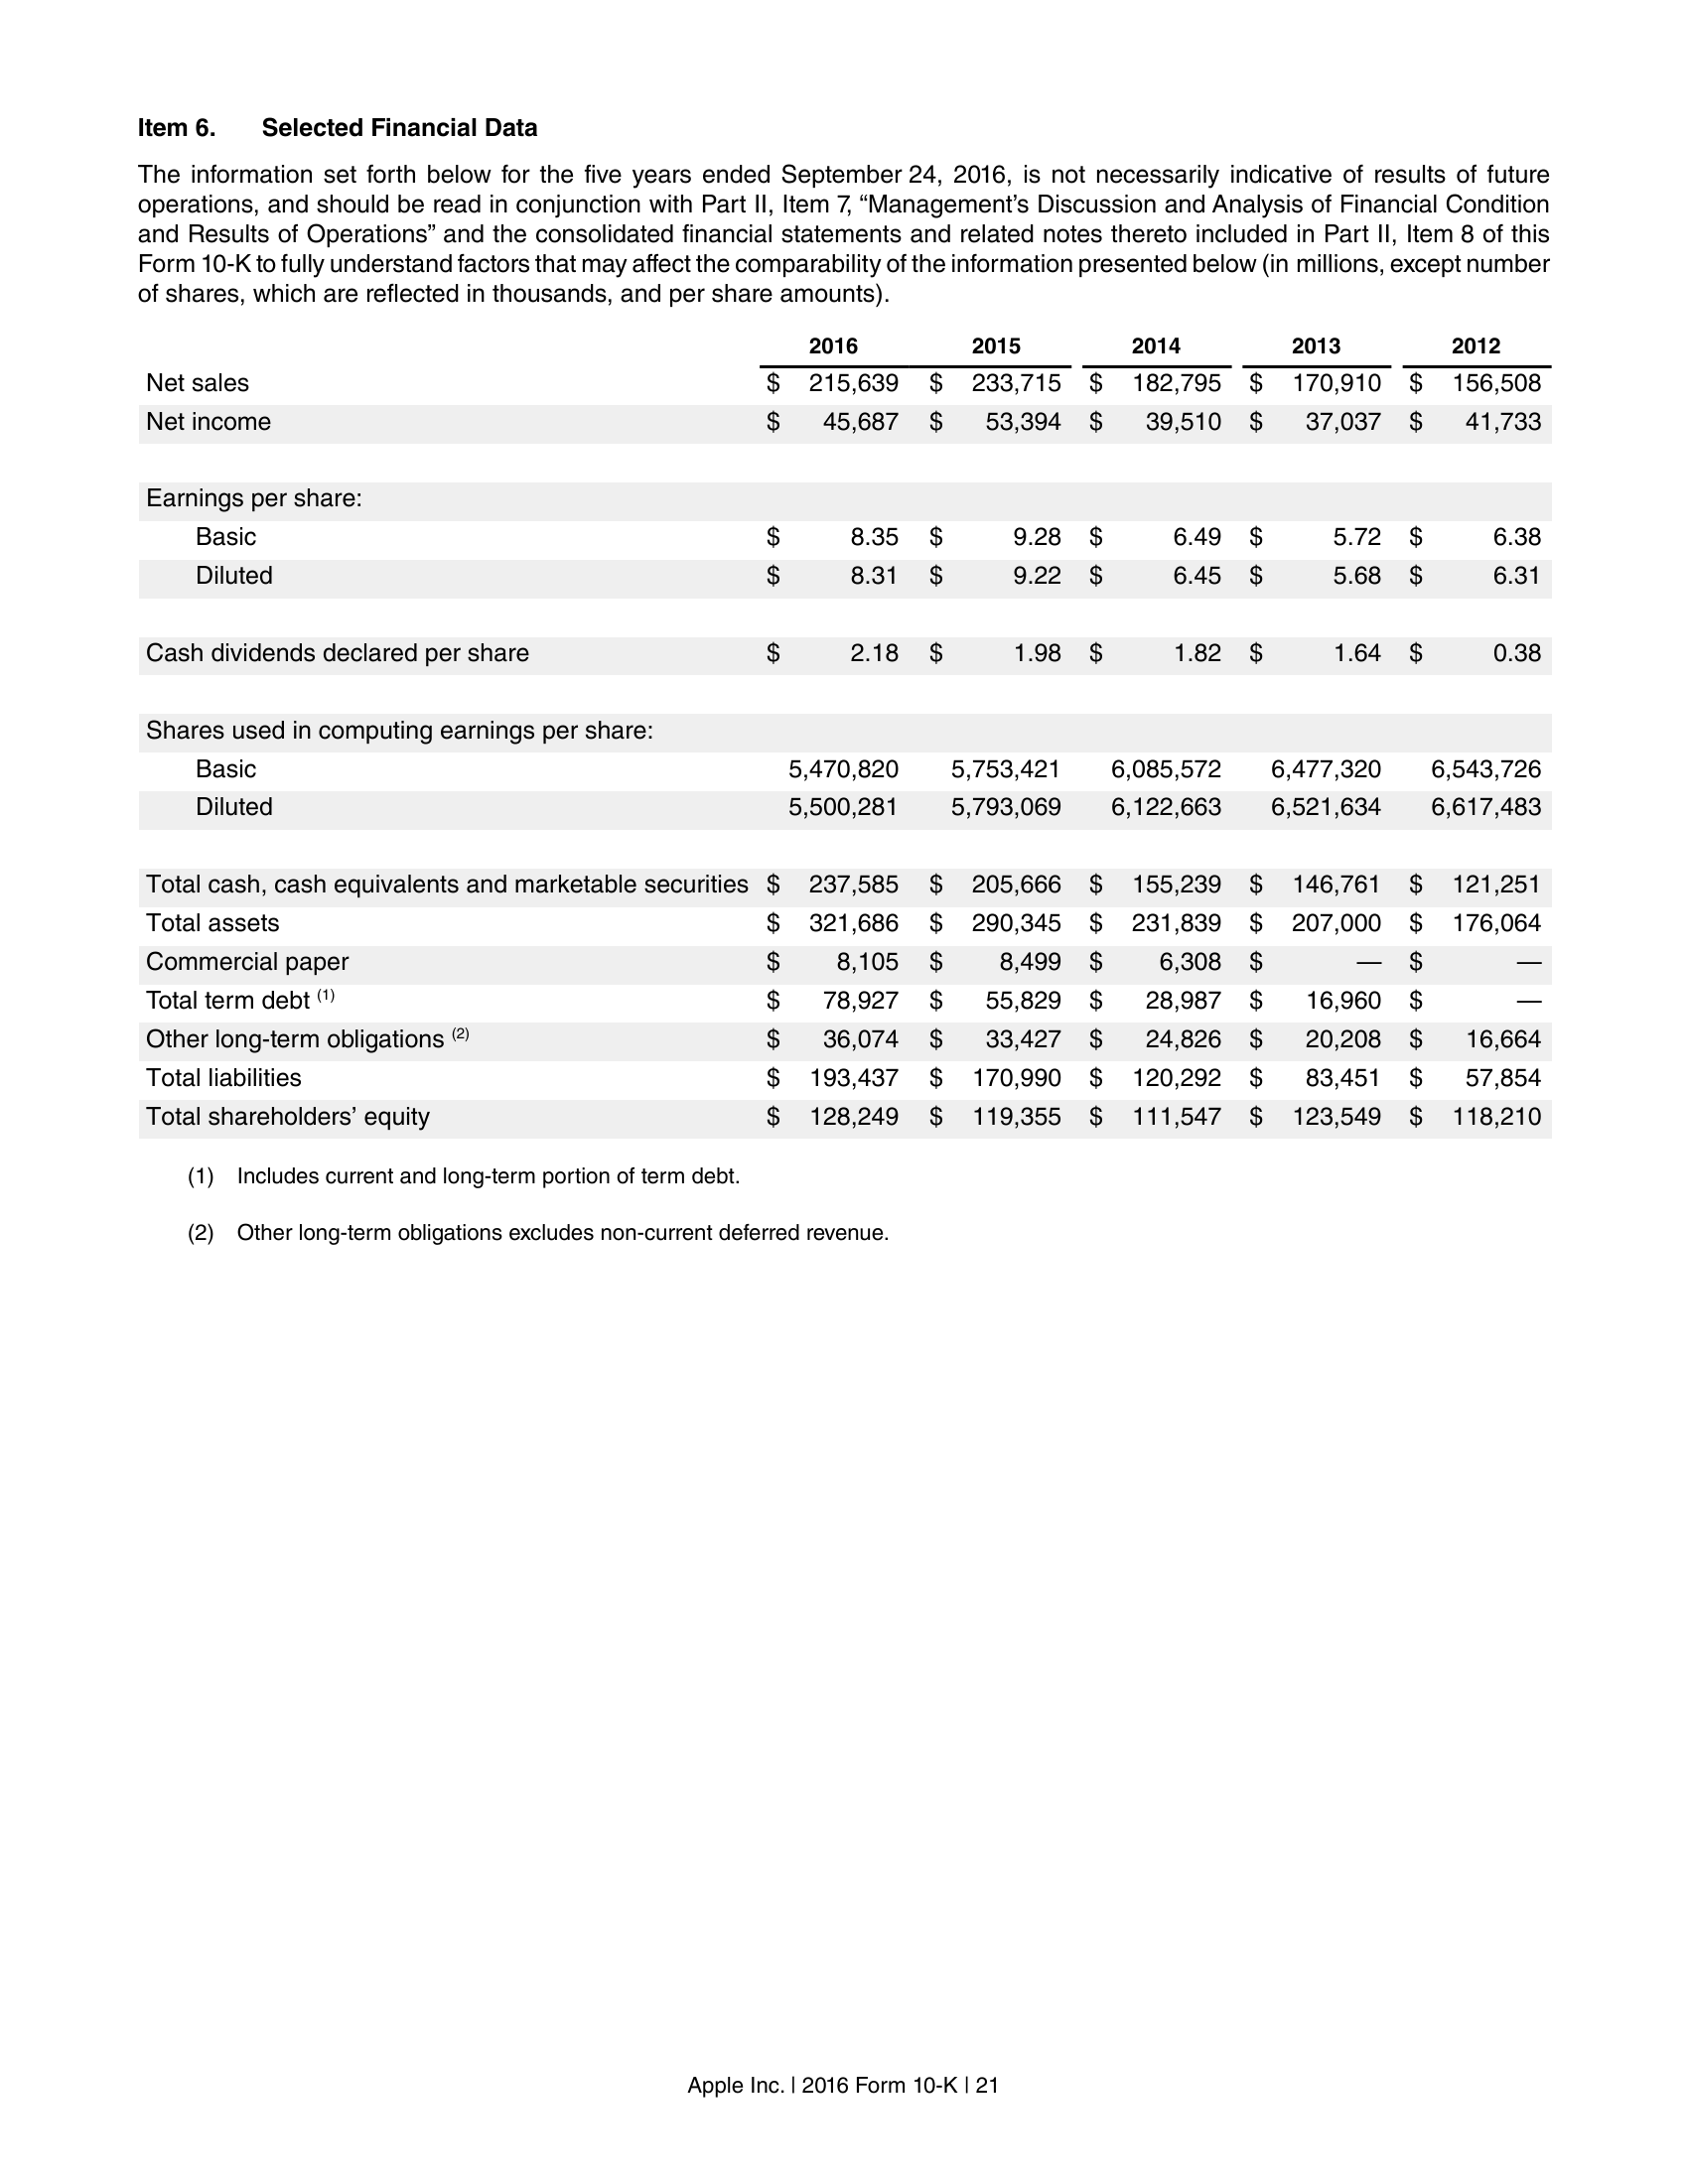 Item 6. Selected Financial Data
The information set forth below for the five years ended September 24, 2016, is not necessarily indicative of results of future
operations, and should be read in conjunction with Part II, Item 7, “Management’s Discussion and Analysis of Financial Condition
and Results of Operations” and the consolidated financial statements and related notes thereto included in Part II, Item 8 of this
Form 10-K to fully understand factors that may affect the comparability of the information presented below (in millions, except number
of shares, which are reflected in thousands, and per share amounts).
2016 2015 2014 2013 2012
Net sales $ 215,639 $ 233,715 $ 182,795 $ 170,910 $ 156,508
Net income $ 45,687 $ 53,394 $ 39,510 $ 37,037 $ 41,733
Earnings per share:
Basic $ 8.35 $ 9.28 $ 6.49 $ 5.72 $ 6.38
Diluted $ 8.31 $ 9.22 $ 6.45 $ 5.68 $ 6.31
Cash dividends declared per share $ 2.18 $ 1.98 $ 1.82 $ 1.64 $ 0.38
Shares used in computing earnings per share:
Basic 5,470,820 5,753,421 6,085,572 6,477,320 6,543,726
Diluted 5,500,281 5,793,069 6,122,663 6,521,634 6,617,483
Total cash, cash equivalents and marketable securities $ 237,585 $ 205,666 $ 155,239 $ 146,761 $ 121,251
Total assets $ 321,686 $ 290,345 $ 231,839 $ 207,000 $ 176,064
Commercial paper $ 8,105 $ 8,499 $ 6,308 $ — $ —
Total term debt (1) $ 78,927 $ 55,829 $ 28,987 $ 16,960 $ —
Other long-term obligations (2) $ 36,074 $ 33,427 $ 24,826 $ 20,208 $ 16,664
Total liabilities $ 193,437 $ 170,990 $ 120,292 $ 83,451 $ 57,854
Total shareholders’ equity $ 128,249 $ 119,355 $ 111,547 $ 123,549 $ 118,210
(1) Includes current and long-term portion of term debt.
(2) Other long-term obligations excludes non-current deferred revenue.
Apple Inc. | 2016 Form 10-K | 21